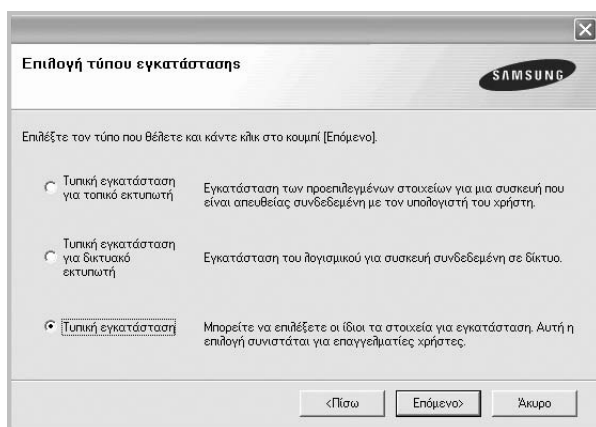 Επιλογή τύπου εγκατάστασης
SAMSUNG
Επιλέξτε τον τύπο που θέλετε και κάντε κλικ στο κουμπί [Επόμενο].
Τυπική εγκατάσταση
για τοπικό εκτυπωτή
Εγκατάσταση των προεπιλεγμένων στοιχείων για μια συσκευή που
είναι απευθείας συνδεδεμένη με τον υπολογιστή του χρήστη.
Τυπική εγκατάσταση
για δικτυακό
εκτυπωτή
Εγκατάσταση του λογισμικού για συσκευή συνδεδεμένη σε δίκτυο.
Τυπική εγκατάσταση
Μπορείτε να επιλέξετε οι ίδιοι τα στοιχεία για εγκατάσταση. Αυτή η
επιλογή συνιστάται για επαγγελματίες χρήστες.
<Πίσω
Επόμενο>
Άκυρο